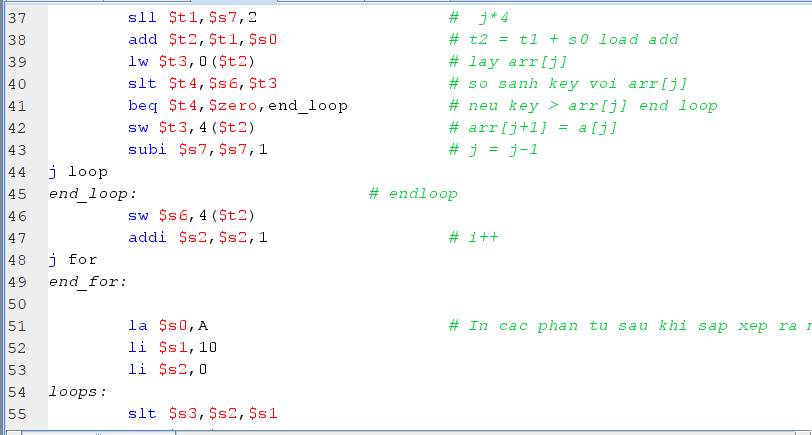 37 sll $t1,$s7,2 # j*4
38 add $t2,$t1,$s0 # t2 = t1 + s0 load add
39 lw $t3,0($t2) # lay arr[j]
40 slt $t4,$s6,$t3 # so sanh key voi arr[j]
41 beq $t4,$zero,end_loop # neu key > arr[j] end loop
42 sw $t3,4($t2) # arr[j+1] = a[j]
43 subi $s7,$s7,1 # j = j-1
44 j loop
45 end_loop: # endloop
46 sw $s6,4($t2)
47 addi $s2,$s2,1 # i++
48 j for
49 end_for:
50
51 la $s0,A # In cac phan tu sau khi sap xep ra
52 li $s1,10
53 li $s2,0
54 loops:
55 slt $s3,$s2,$s1